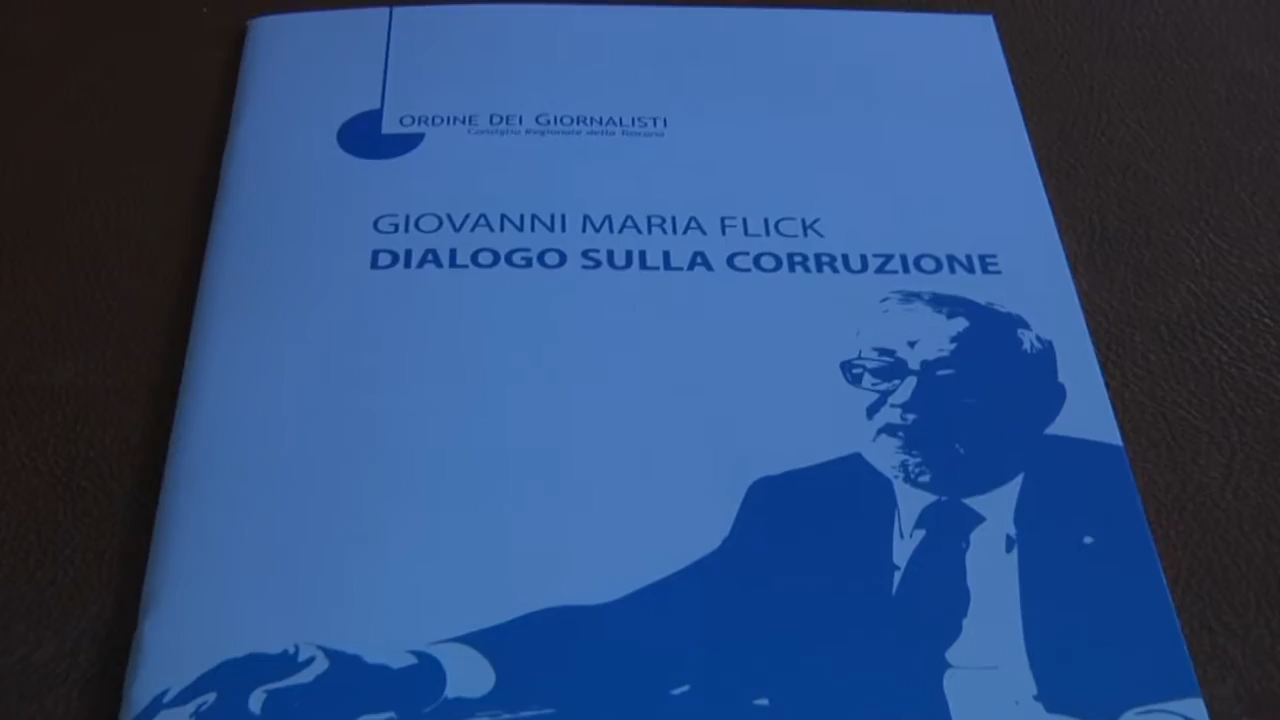 ORDINE DEI GIORNALISTI
Consiglio Regionale della Toscana
GIOVANNI MARIA FLICK
DIALOGO SULLA CORRUZIONE